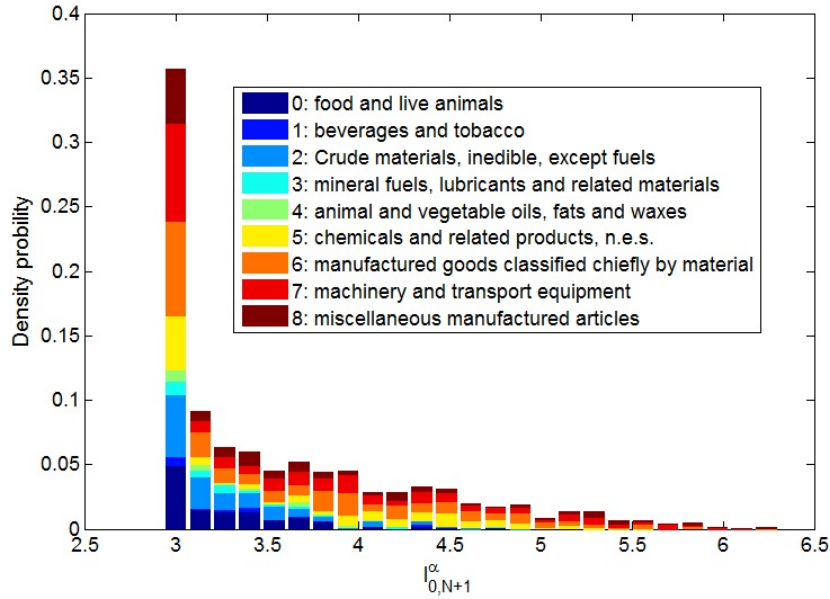 0.4
0.35
0.3
0.25
0.2
0.15
0.1
0.05
0
Density probility
0: food and live animals
1: beverages and tobacco
2: Crude materials, inedible, except fuels
3: mineral fuels, lubricants and related materials
4: animal and vegetable oils, fats and waxes
5: chemicals and related products, n.e.s.
6: manufactured goods classified chiefly by material
7: machinery and transport equipment
8: miscellaneous manufactured articles
2.5 3 3.5 4 4.5 5 5.5 6 6.5
l^α_0,N+1